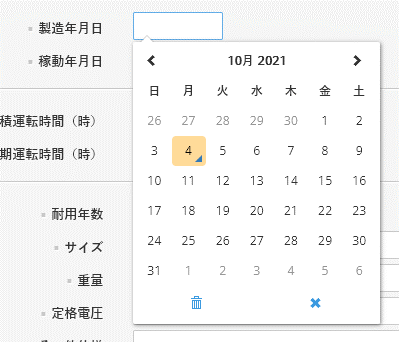 製造年月日
稼動年月日
積運転時間（時）
期運転時間（時）
耐用年数
サイズ
重量
定格電圧
10月 2021
日 月 火 水 木 金 土
26 27 28 29 30 1 2
3 4 5 6 7 8 9
10 11 12 13 14 15 16
17 18 19 20 21 22 23
24 25 26 27 28 29 30
31 1 2 3 4 5 6